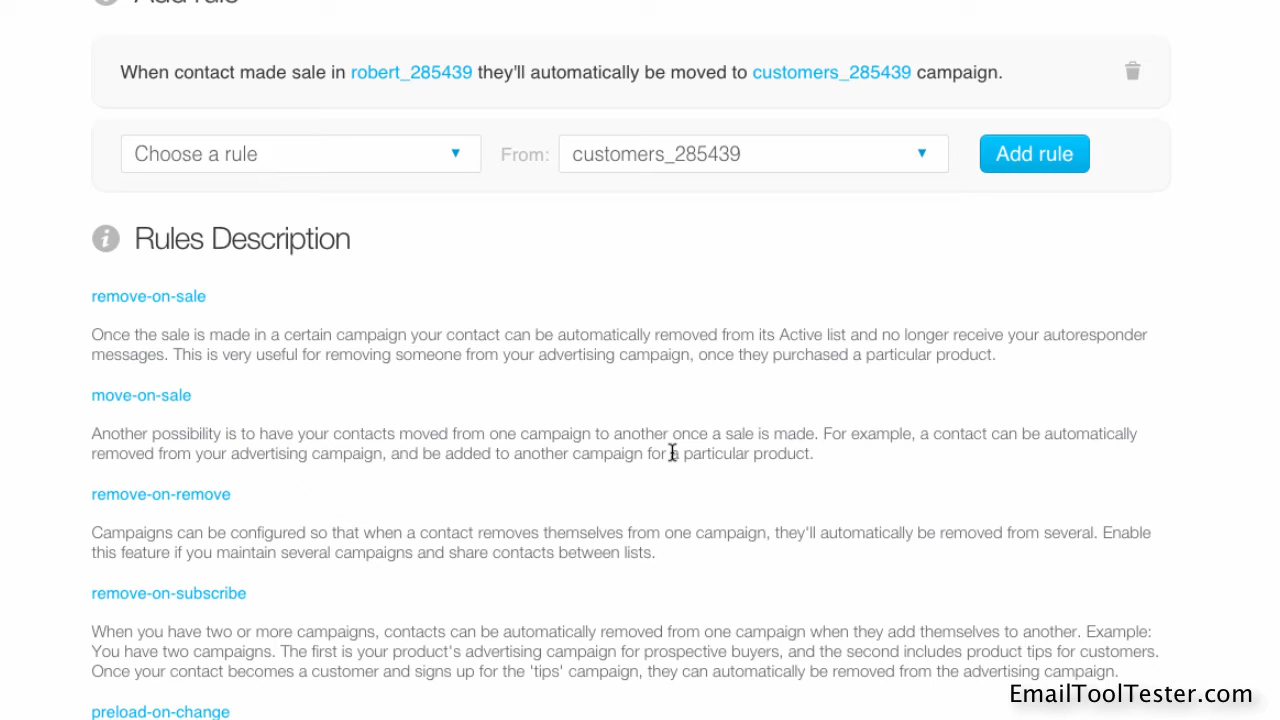 Add rule
When contact made sale in robert_285439 they'll automatically be moved to customers_285439 campaign.
Choose a rule From: customers_285439 Add rule
Rules Description
remove-on-sale
Once the sale is made in a certain campaign your contact can be automatically removed from its Active list and no longer receive your autoresponder
messages. This is very useful for removing someone from your advertising campaign, once they purchased a particular product.
move-on-sale
Another possibility is to have your contacts moved from one campaign to another once a sale is made. For example, a contact can be automatically
removed from your advertising campaign, and be added to another campaign for a particular product.
remove-on-remove
Campaigns can be configured so that when a contact removes themselves from one campaign, they'll automatically be removed from several. Enable
this feature if you maintain several campaigns and share contacts between lists.
remove-on-subscribe
When you have two or more campaigns, contacts can be automatically removed from one campaign when they add themselves to another. Example:
You have two campaigns. The first is your product's advertising campaign for prospective buyers, and the second includes product tips for customers.
Once your contact becomes a customer and signs up for the 'tips' campaign, they can automatically be removed from the advertising campaign.
EmailToolTester.com
preload-on-change